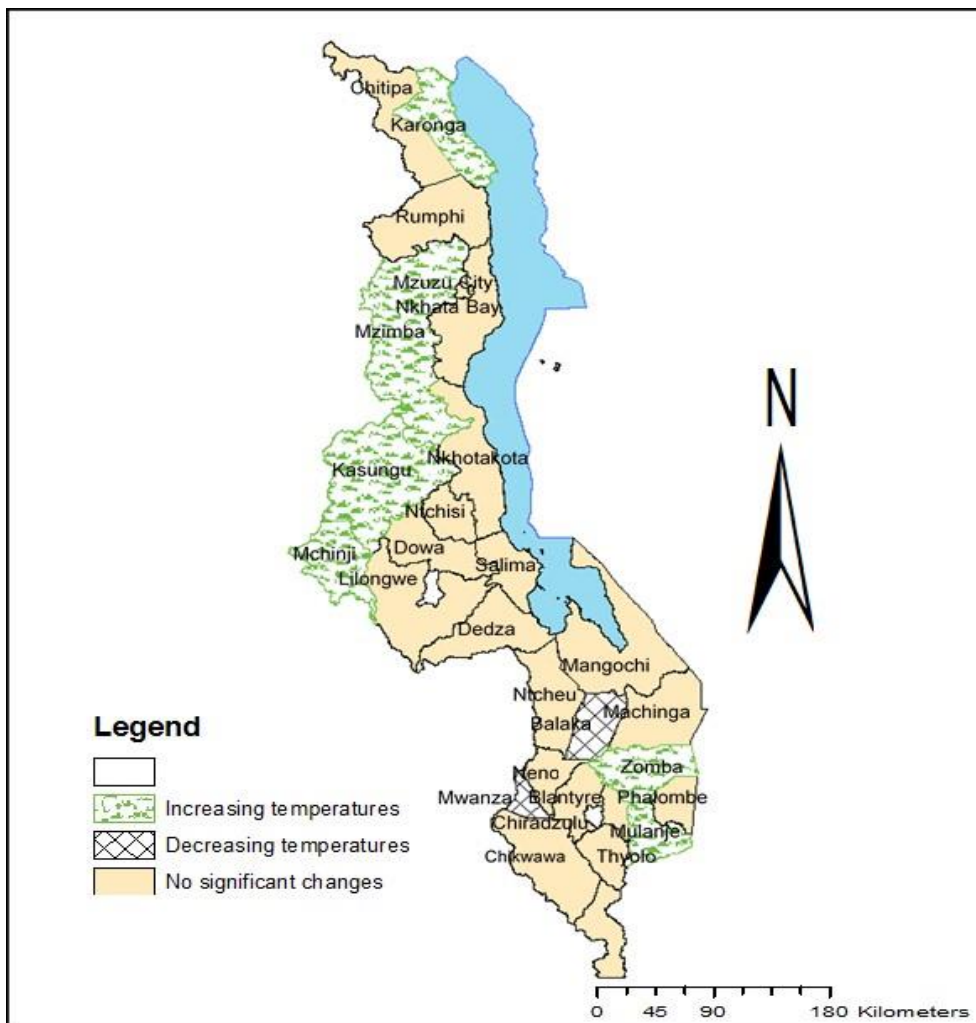 Chitipa
Karonga
Rumphi
Mzuzu City
Nkhata Bay
Mzimba
N
Nkhotakota
Kasungu
Ntchisi
Dowa
Mchinji
Salima
Lilongwe
Dedza
Mangochi
Ntcheu
Machinga
Balaka
Legend
Zomba
Neno
Increasing temperatures
Mwanza
Blantyre
Phalombe
Chiradzulu
Mulanje
Decreasing temperatures
Chikwawa
Thyolo
No significant changes
0 45 90 180 Kilometers